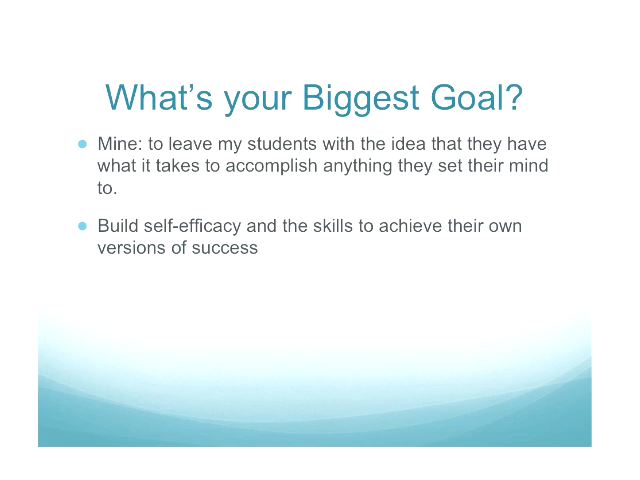 What's your Biggest Goal?
Mine: to leave my students with the idea that they have
what it takes to accomplish anything they set their mind
to.
Build self-efficacy and the skills to achieve their own
versions of success